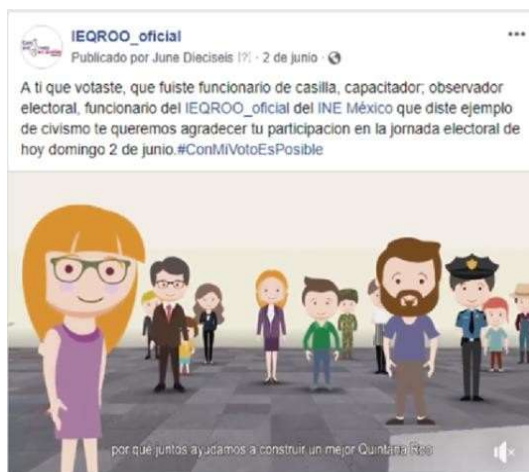 IEQROO_oficial
Publicado por June Dieciseis [?] · 2 de junio ·
A ti que votaste, que fuiste funcionario de casilla, capacitador; observador
electoral, funcionario del IEQROO_oficial del INE México que diste ejemplo
de civismo te queremos agradecer tu participacion en la jornada electoral de
hoy domingo 2 de junio.#ConMiVotoEsPosible
por qué juntos ayudamos a construir un mejor Quintana Roo